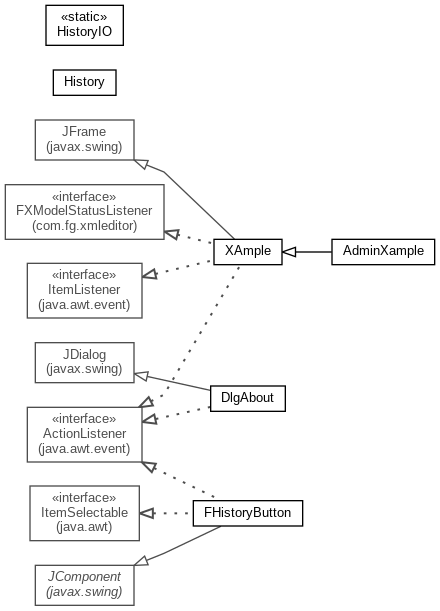 «static»
HistoryIO
History
JFrame
(javax.swing)
«interface»
FXModelStatusListener
(com.fg.xmleditor)
XAmple
AdminXample
«interface»
ItemListener
(java.awt.event)
JDialog
(javax.swing)
DlgAbout
«interface»
ActionListener
(java.awt.event)
«interface»
ItemSelectable
(java.awt)
FHistoryButton
JComponent
(javax.swing)